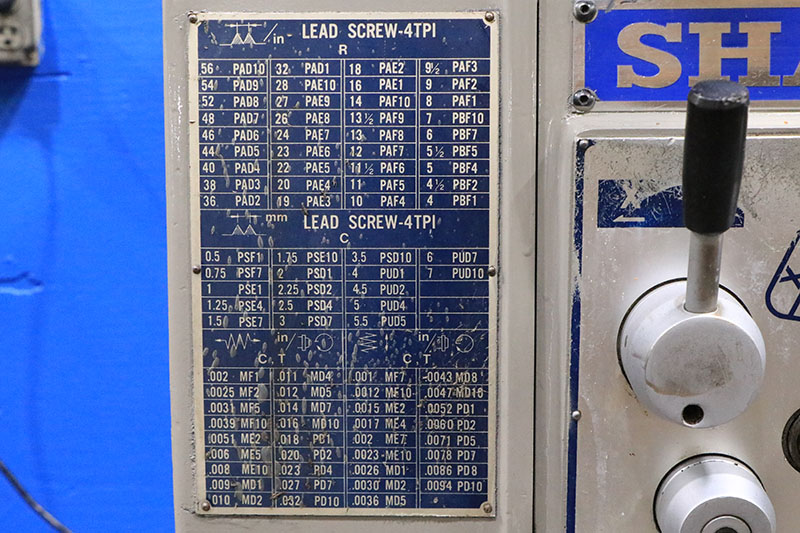 in LEAD SCREW-4TPI
R
56 PAD10 32 PAD1 18 PAE2 9½ PAF3
54 PAD9 28 PAE10 16 PAE1 9 PAF2
52 PAD8 27 PAE9 14 PAF10 8 PAF1
48 PAD7 26 PAE8 13½ PAF9 7 PBF10
46 PAD6 24 PAE7 13 PAF8 6 PBF7
44 PAD5 23 PAE6 12 PAF7 5½ PBF5
40 PAD4 22 PAE5 11½ PAF6 5 PBF4
38 PAD3 20 PAE4 11 PAF5 4½ PBF2
36 PAD2 19 PAE3 10 PAF4 4 PBF1
mm LEAD SCREW-4TPI
C
0.5 PSF1 1.75 PSE10 3.5 PSD10 6 PUD7
0.75 PSF7 2 PSD1 4 PUD1 7 PUD10
1 PSE1 2.25 PSD2 4.5 PUD2
1.25 PSE4 2.5 PSD4 5 PUD4
1.5 PSE7 3 PSD7 5.5 PUD5
in/ in/
C T C T
.002 MF1 .011 MD4 .001 MF7 .0043 MD8
.0025 MF2 .012 MD5 .0012 MF10 .0047 MD10
.0031 MF5 .014 MD7 .0015 ME2 .0052 PD1
.0039 MF10 .016 MD10 .0017 ME4 .0060 PD2
.0051 ME2 .018 PD1 .002 ME7 .0071 PD5
.006 ME5 .020 PD2 .0023 ME10 .0078 PD7
.008 ME10 .023 PD4 .0026 MD1 .0086 PD8
.009 MD1 .027 PD7 .0030 MD2 .0094 PD10
.010 MD2 .032 PD10 .0036 MD5
SHA